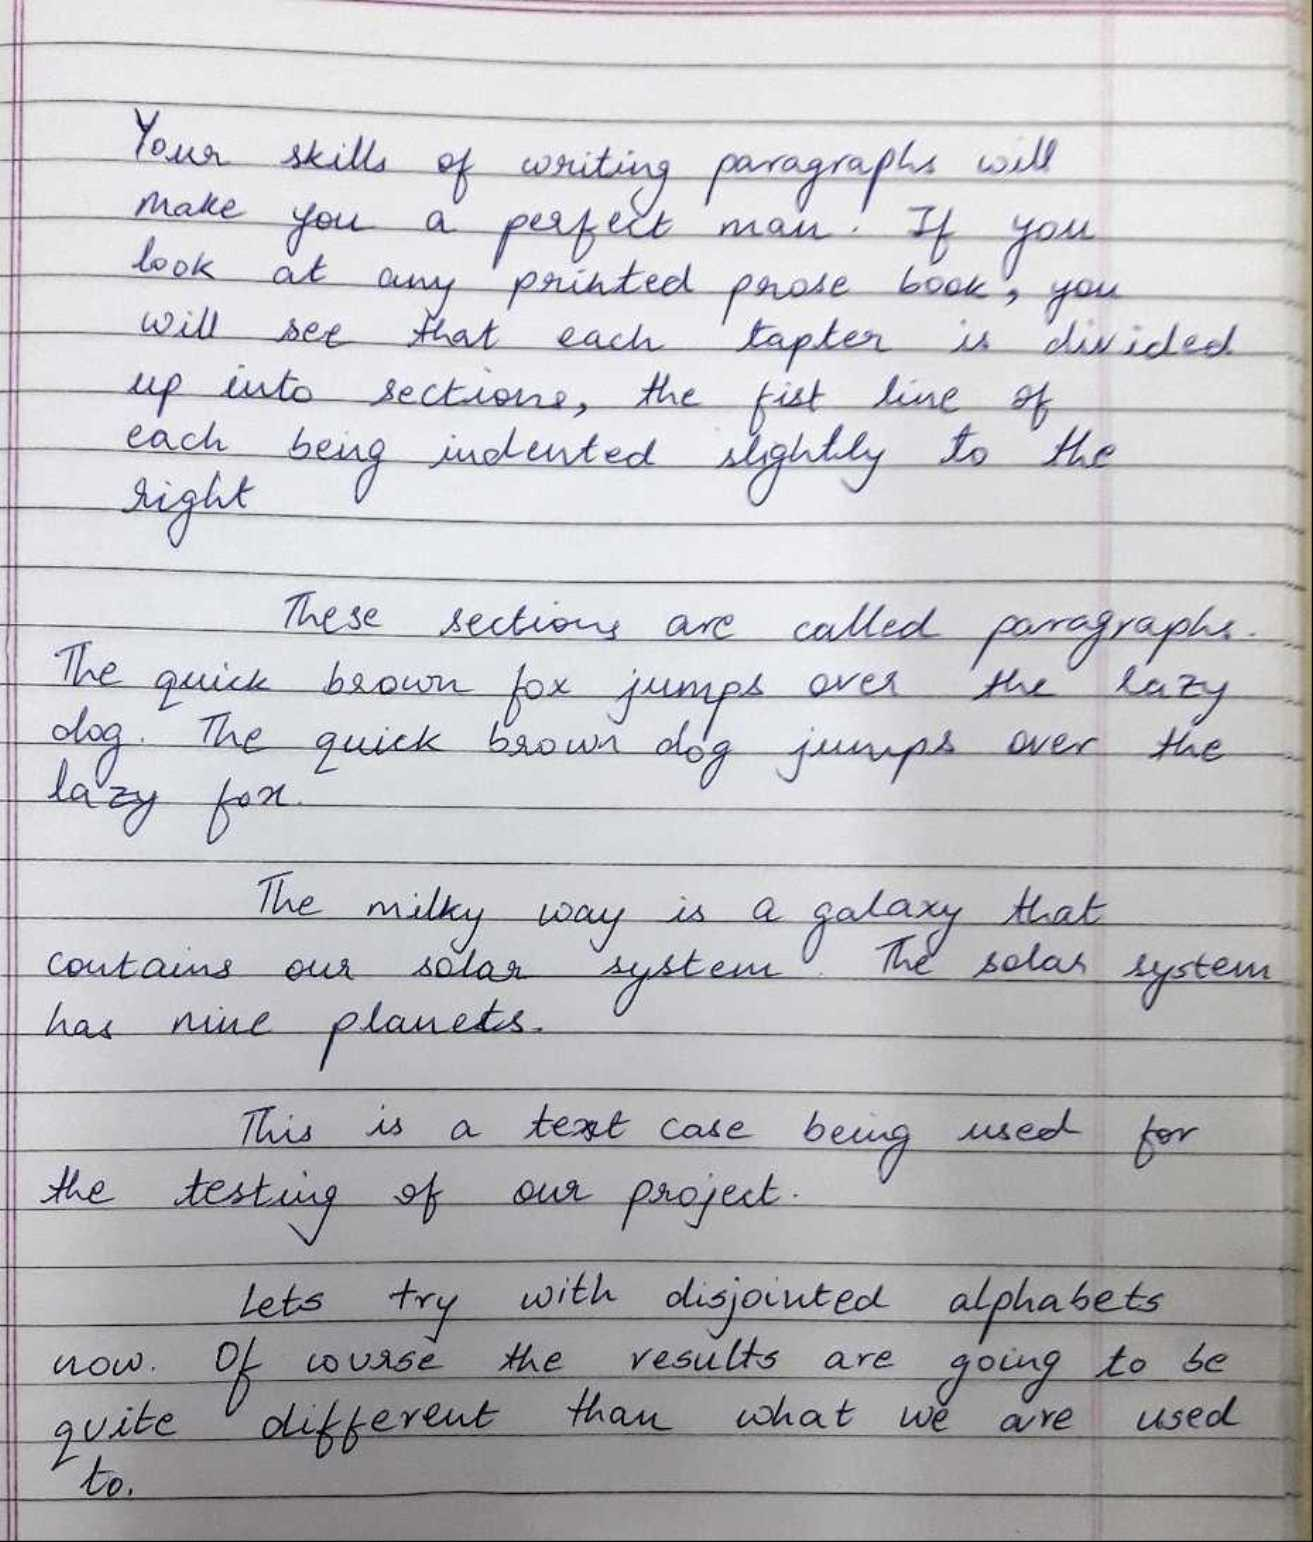 Your skills of writing paragraphs will
make you a perfect man. If you
look at any printed prose book, you
will see that each tapter is divided
up into sections, the fist line of
each being indented slightly to the
right
These sections are called paragraphs.
The quick brown fox jumps over the lazy
dog. The quick brown dog jumps over the
lazy fox.
The milky way is a galaxy that
contains our solar system. The solar system
has nine planets.
This is a text case being used for
the testing of our project.
Lets try with disjointed alphabets
now. Of course the results are going to be
quite different than what we are used
to.